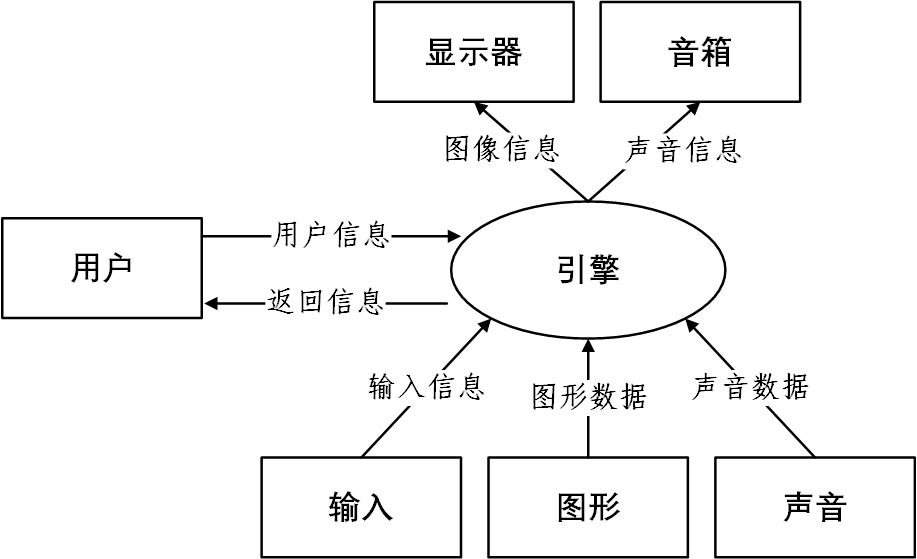 显示器
音箱
图像信息
声音信息
用户
用户信息
引擎
返回信息
输入信息
图形数据
声音数据
输入
图形
声音